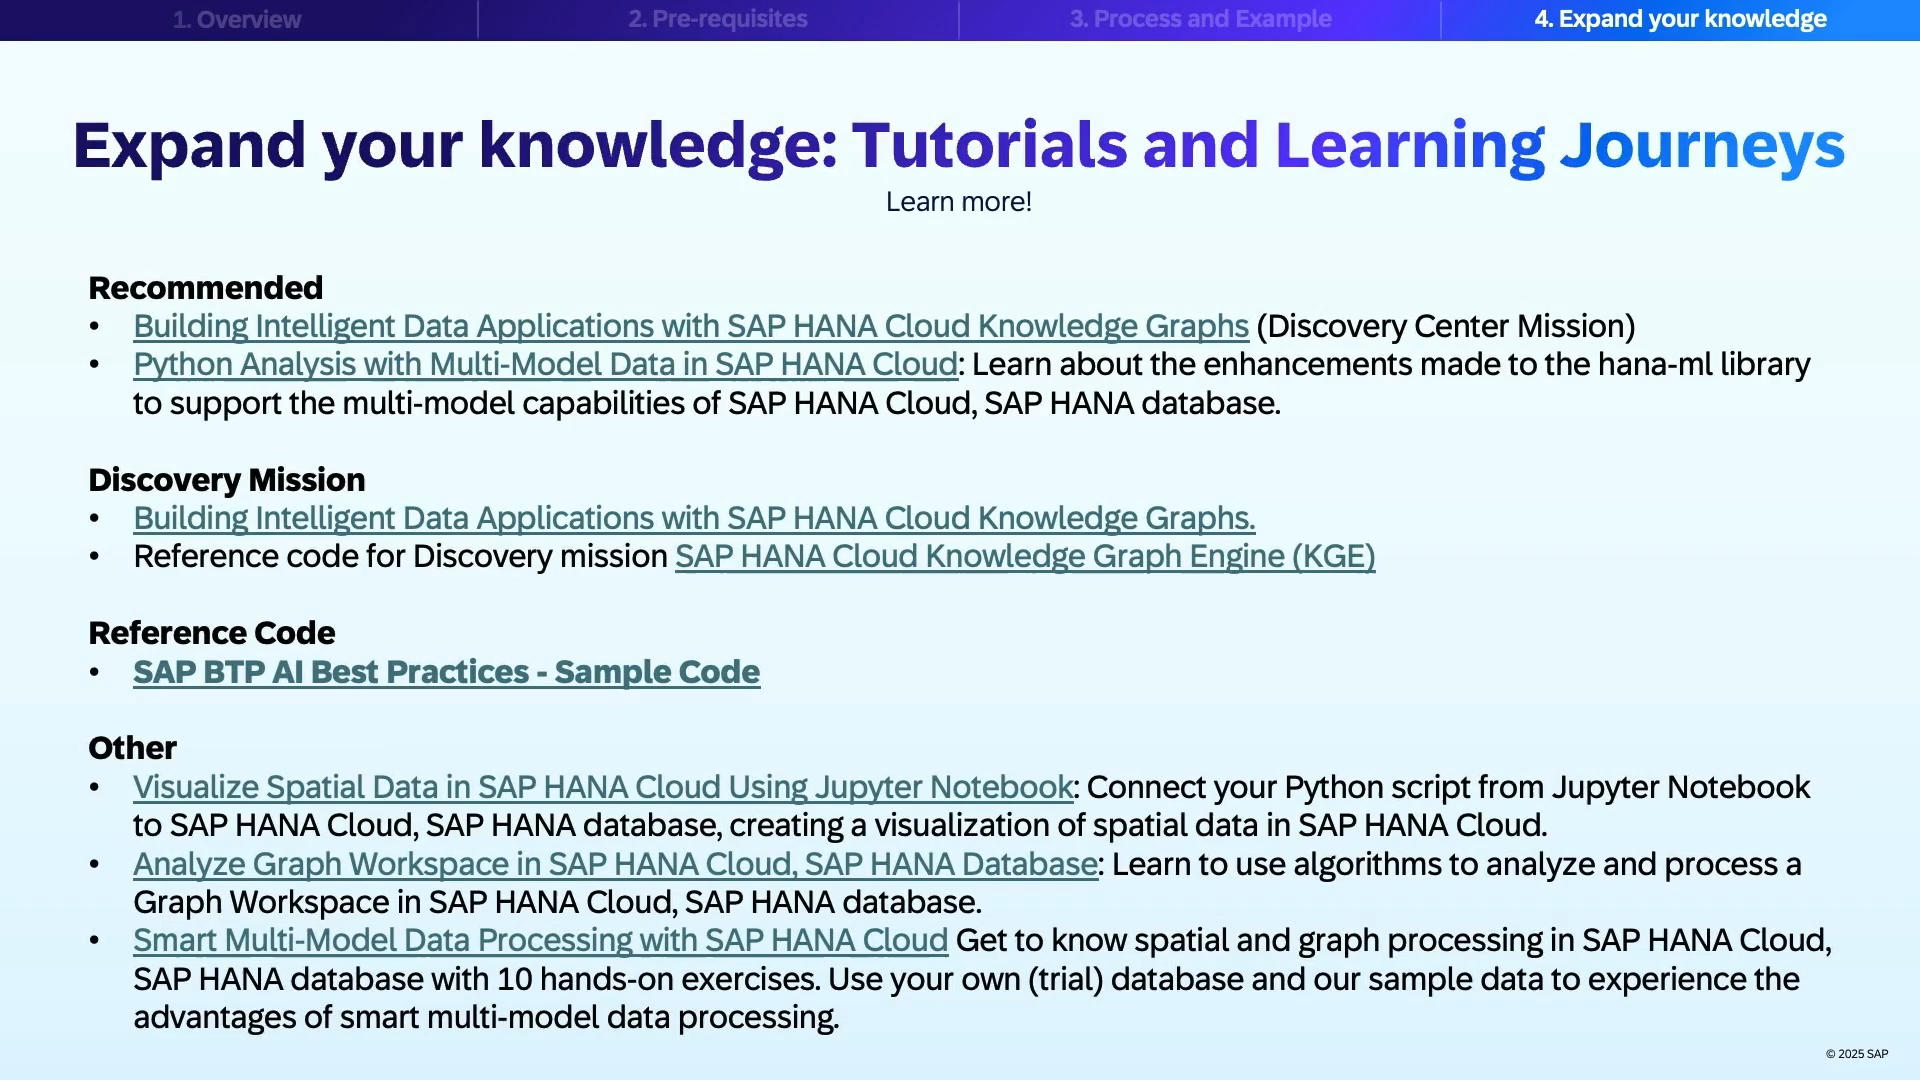 1. Overview
2. Pre-requisites
3. Process and Example
4. Expand your knowledge
Expand your knowledge: Tutorials and Learning Journeys
Learn more!
Recommended
• Building Intelligent Data Applications with SAP HANA Cloud Knowledge Graphs (Discovery Center Mission)
• Python Analysis with Multi-Model Data in SAP HANA Cloud: Learn about the enhancements made to the hana-ml library
to support the multi-model capabilities of SAP HANA Cloud, SAP HANA database.
Discovery Mission
• Building Intelligent Data Applications with SAP HANA Cloud Knowledge Graphs.
• Reference code for Discovery mission SAP HANA Cloud Knowledge Graph Engine (KGE)
Reference Code
• SAP BTP AI Best Practices - Sample Code
Other
• Visualize Spatial Data in SAP HANA Cloud Using Jupyter Notebook: Connect your Python script from Jupyter Notebook
to SAP HANA Cloud, SAP HANA database, creating a visualization of spatial data in SAP HANA Cloud.
• Analyze Graph Workspace in SAP HANA Cloud, SAP HANA Database: Learn to use algorithms to analyze and process a
Graph Workspace in SAP HANA Cloud, SAP HANA database.
• Smart Multi-Model Data Processing with SAP HANA Cloud Get to know spatial and graph processing in SAP HANA Cloud,
SAP HANA database with 10 hands-on exercises. Use your own (trial) database and our sample data to experience the
advantages of smart multi-model data processing.
© 2025 SAP